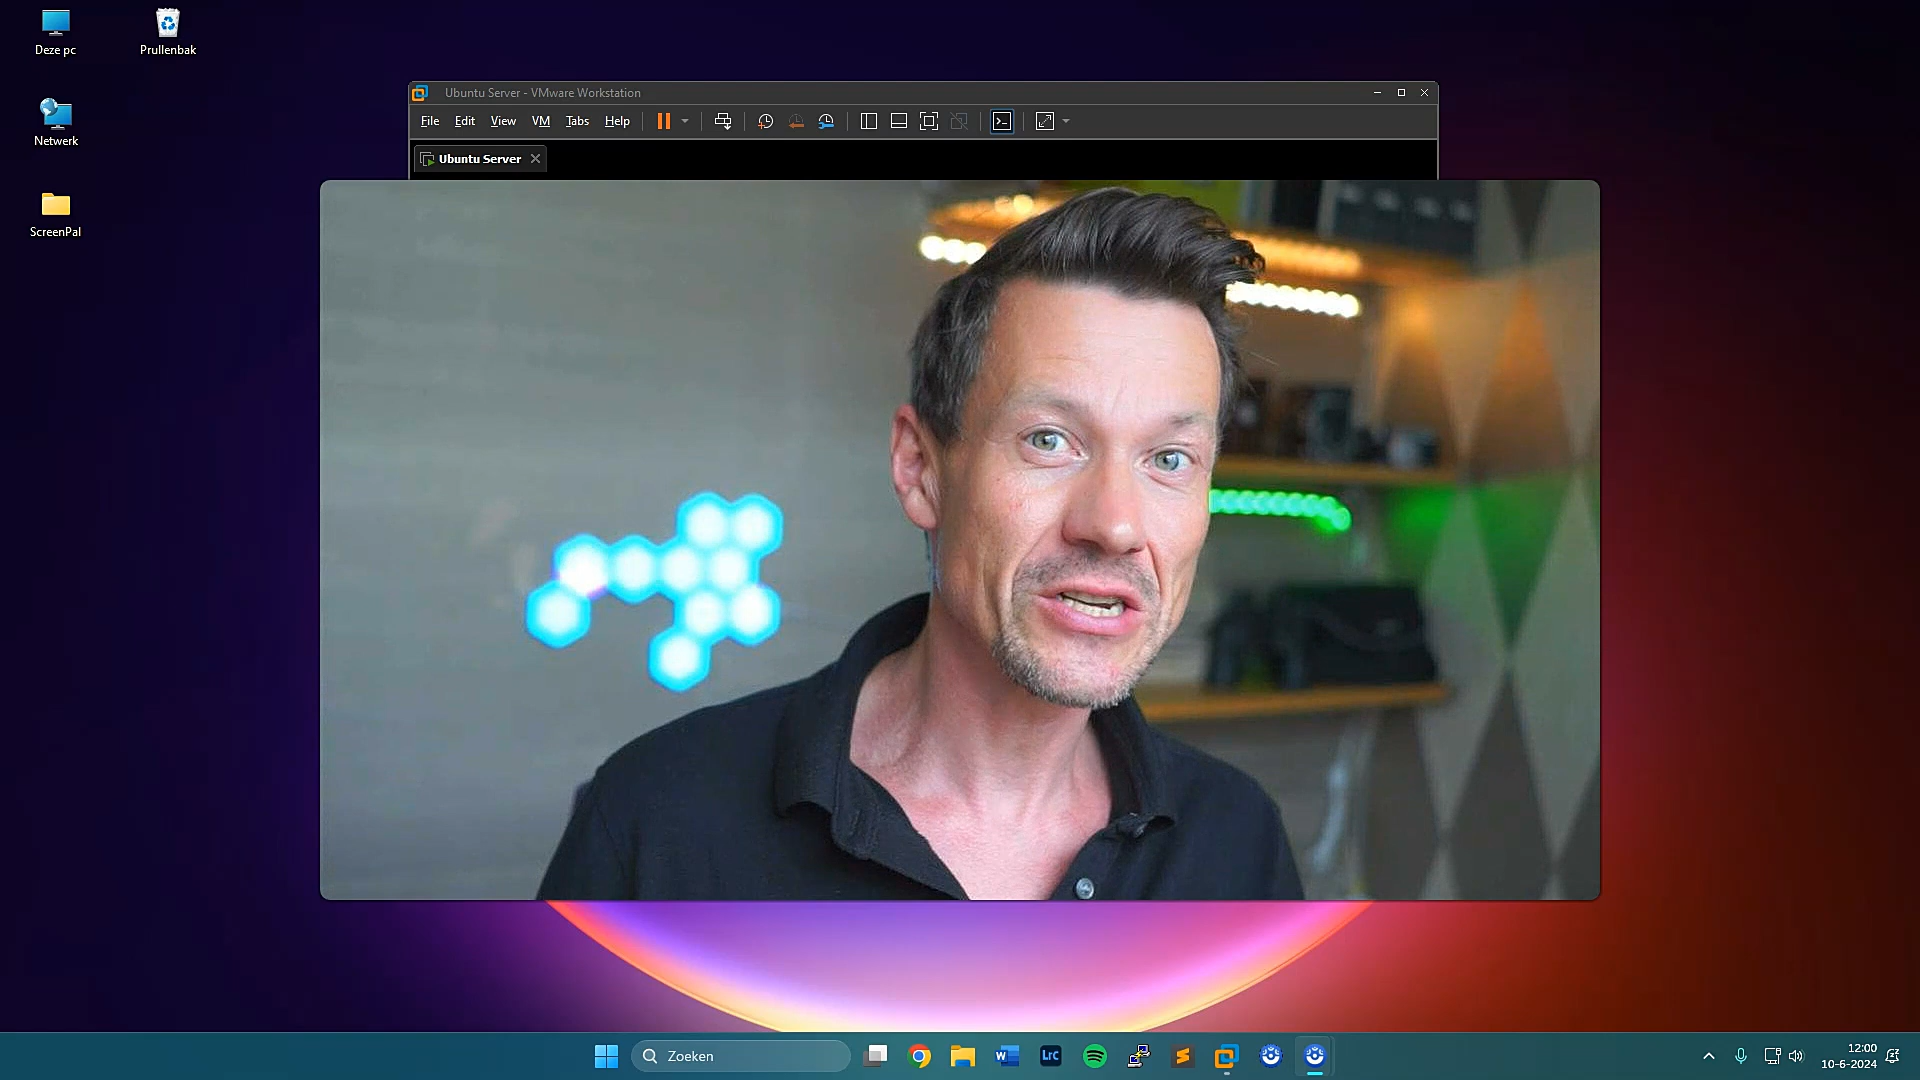 Deze pc
Prullenbak
Netwerk
ScreenPal
Ubuntu Server - VMware Workstation
File Edit View VM Tabs Help
Ubuntu Server
Zoeken
W
Lrc
12:00
10-6-2024